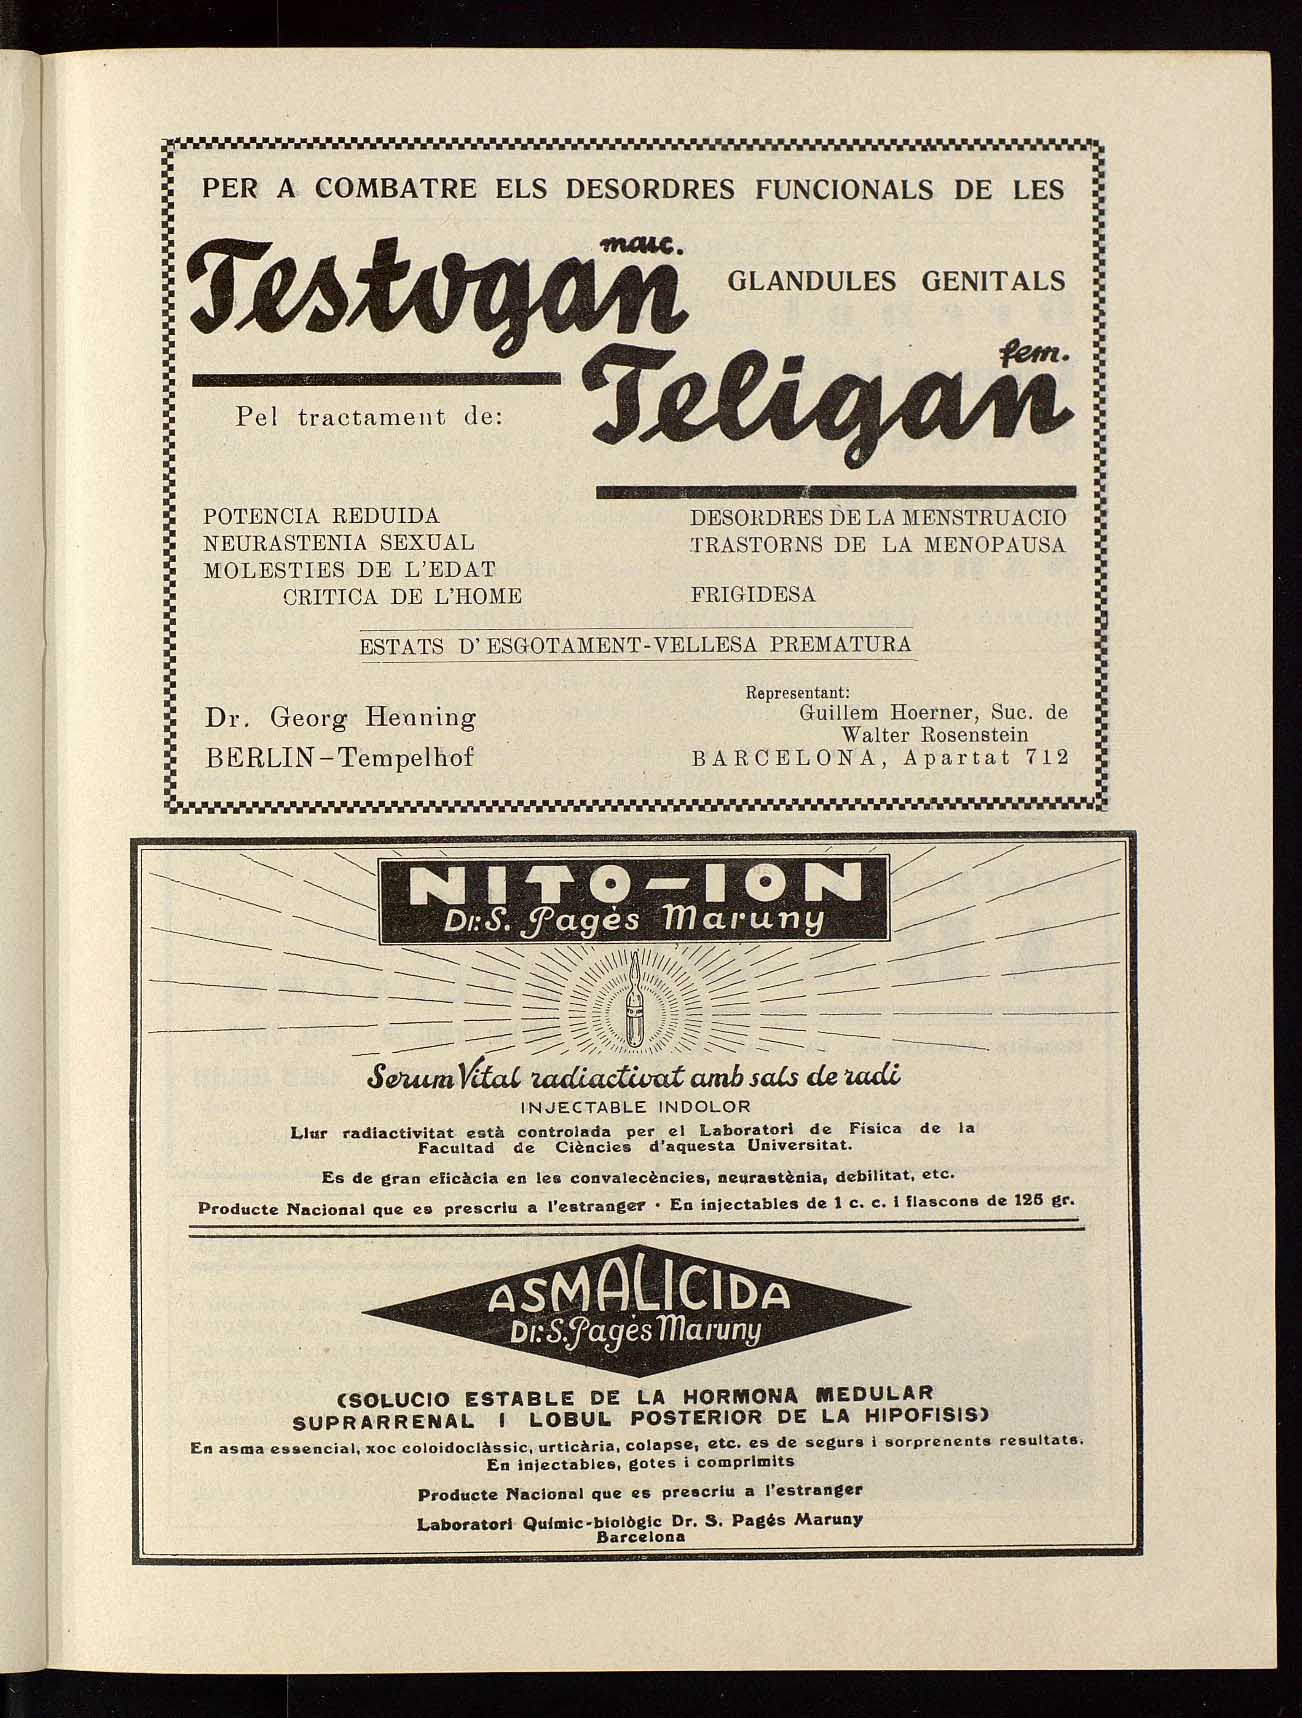 PER A COMBATRE ELS DESORDRES FUNCIONALS DE LES
Testogan masc.
GLANDULES GENITALS
Teligan fem.
Pel tractament de:
POTENCIA REDUIDA
NEURASTENIA SEXUAL
MOLESTIES DE L'EDAT
CRITICA DE L'HOME
DESORDRES DE LA MENSTRUACIO
TRASTORNS DE LA MENOPAUSA
FRIGIDESA
ESTATS D'ESGOTAMENT-VELLESA PREMATURA
Dr. Georg Henning
BERLIN-Tempelhof
Representant:
Guillem Hoerner, Suc. de
Walter Rosenstein
BARCELONA, Apartat 712
NITO-ION
Dr. S. Pagès Maruny
Serum Vital radiactivat amb sals de radi
INJECTABLE INDOLOR
Llur radiactivitat està controlada per el Laboratori de Física de la
Facultad de Ciències d'aquesta Universitat.
Es de gran eficàcia en les convalecències, neurastènia, debilitat, etc.
Producte Nacional que es prescriu a l'estranger · En injectables de 1 c. c. i flascons de 125 gr.
ASMALICIDA
Dr. S. Pagès Maruny
(SOLUCIO ESTABLE DE LA HORMONA MEDULAR
SUPRARRENAL I LOBUL POSTERIOR DE LA HIPOFISIS)
En asma essencial, xoc coloidoclàssic, urticària, colapse, etc. es de segurs i sorprenents resultats.
En injectables, gotes i comprimits
Producte Nacional que es prescriu a l'estranger
Laboratori Químic-biològic Dr. S. Pagés Maruny
Barcelona